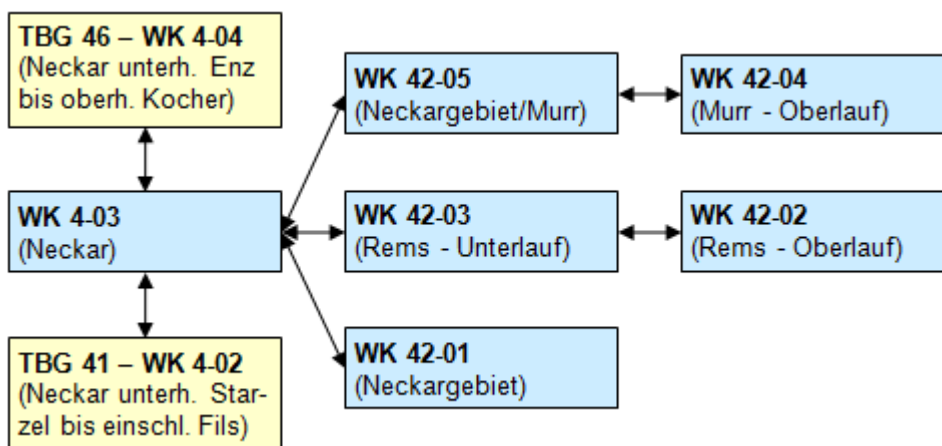 TBG 46 – WK 4-04
(Neckar unterh. Enz
bis oberh. Kocher)
WK 42-05
(Neckargebiet/Murr)
WK 42-04
(Murr - Oberlauf)
WK 4-03
(Neckar)
WK 42-03
(Rems - Unterlauf)
WK 42-02
(Rems - Oberlauf)
TBG 41 – WK 4-02
(Neckar unterh. Star-
zel bis einschl. Fils)
WK 42-01
(Neckargebiet)